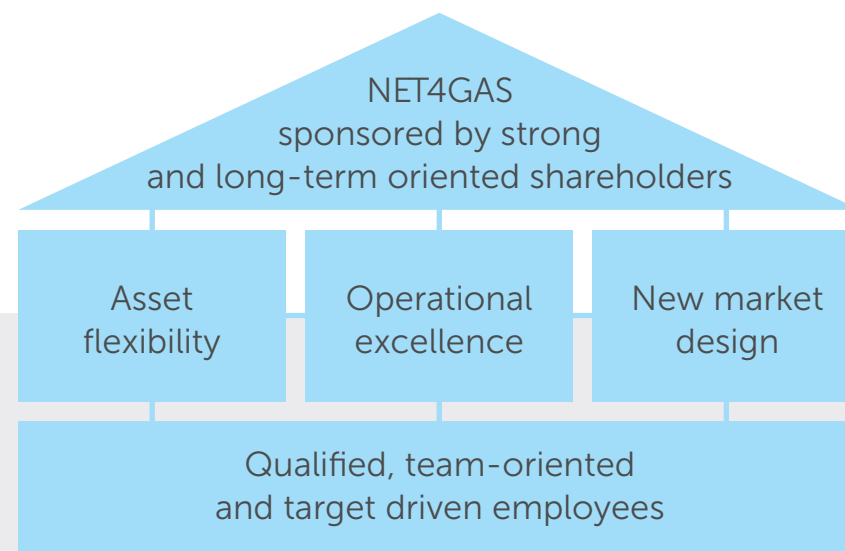 NET4GAS
sponsored by strong
and long-term oriented shareholders
Asset
flexibility
Operational
excellence
New market
design
Qualified, team-oriented
and target driven employees